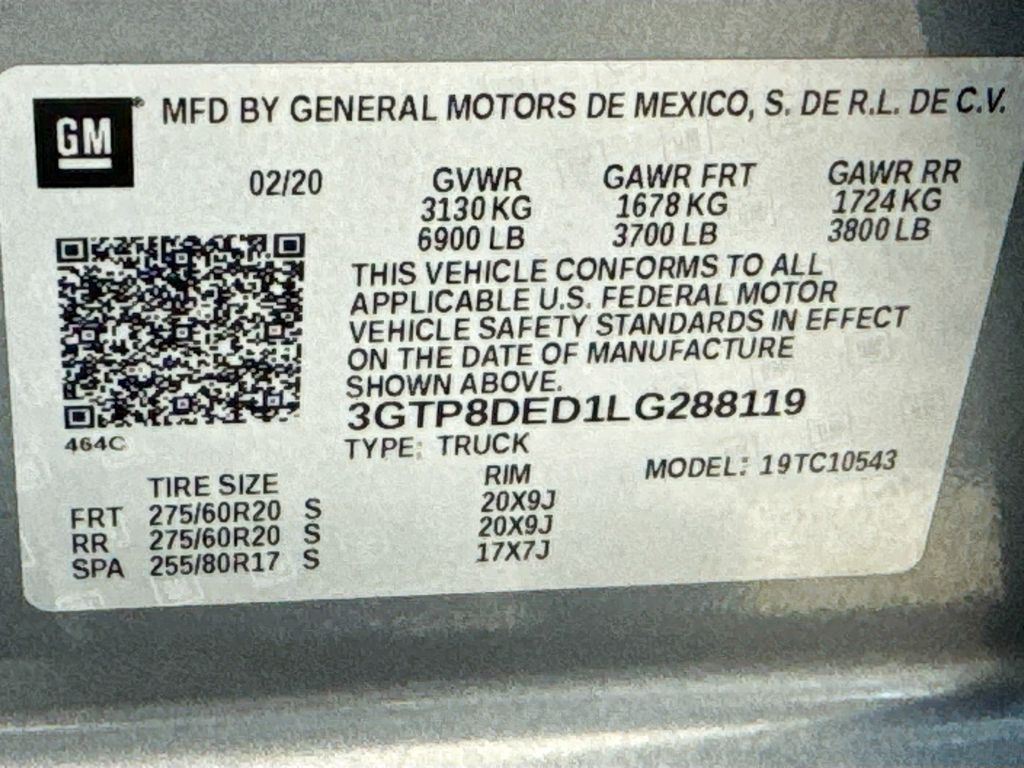 GM MFD BY GENERAL MOTORS DE MEXICO, S. DE R.L. DE C.V.
02/20 GVWR GAWR FRT GAWR RR
3130 KG 1678 KG 1724 KG
6900 LB 3700 LB 3800 LB
THIS VEHICLE CONFORMS TO ALL
APPLICABLE U.S. FEDERAL MOTOR
VEHICLE SAFETY STANDARDS IN EFFECT
ON THE DATE OF MANUFACTURE
SHOWN ABOVE.
3GTP8DED1LG288119
464C
TYPE: TRUCK
MODEL: 19TC10543
TIRE SIZE RIM
FRT 275/60R20 S 20X9J
RR 275/60R20 S 20X9J
SPA 255/80R17 S 17X7J